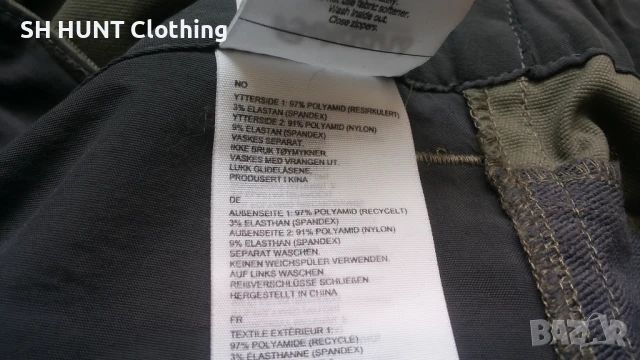 SH HUNT Clothing
use fabric softener.
Wash inside out.
Close zippers.
NO
YTTERSIDE 1: 97% POLYAMID (RESIRKULERT)
3% ELASTAN (SPANDEX)
YTTERSIDE 2: 91% POLYAMID (NYLON)
9% ELASTAN (SPANDEX)
VASKES SEPARAT.
IKKE BRUK TØYMYKNER.
VASKES MED VRANGEN UT.
LUKK GLIDELÅSENE.
PRODUSERT I KINA
DE
AUßENSEITE 1: 97% POLYAMID (RECYCELT)
3% ELASTHAN (SPANDEX)
AUßENSEITE 2: 91% POLYAMID (NYLON)
9% ELASTHAN (SPANDEX)
SEPARAT WASCHEN.
KEINEN WEICHSPÜLER VERWENDEN.
AUF LINKS WASCHEN.
REIßVERSCHLÜSSE SCHLIEßEN.
HERGESTELLT IN CHINA
FR
TEXTILE EXTÉRIEUR 1:
97% POLYAMIDE (RECYCLÉ)
3% ÉLASTHANNE (SPANDEX)
BAZAR